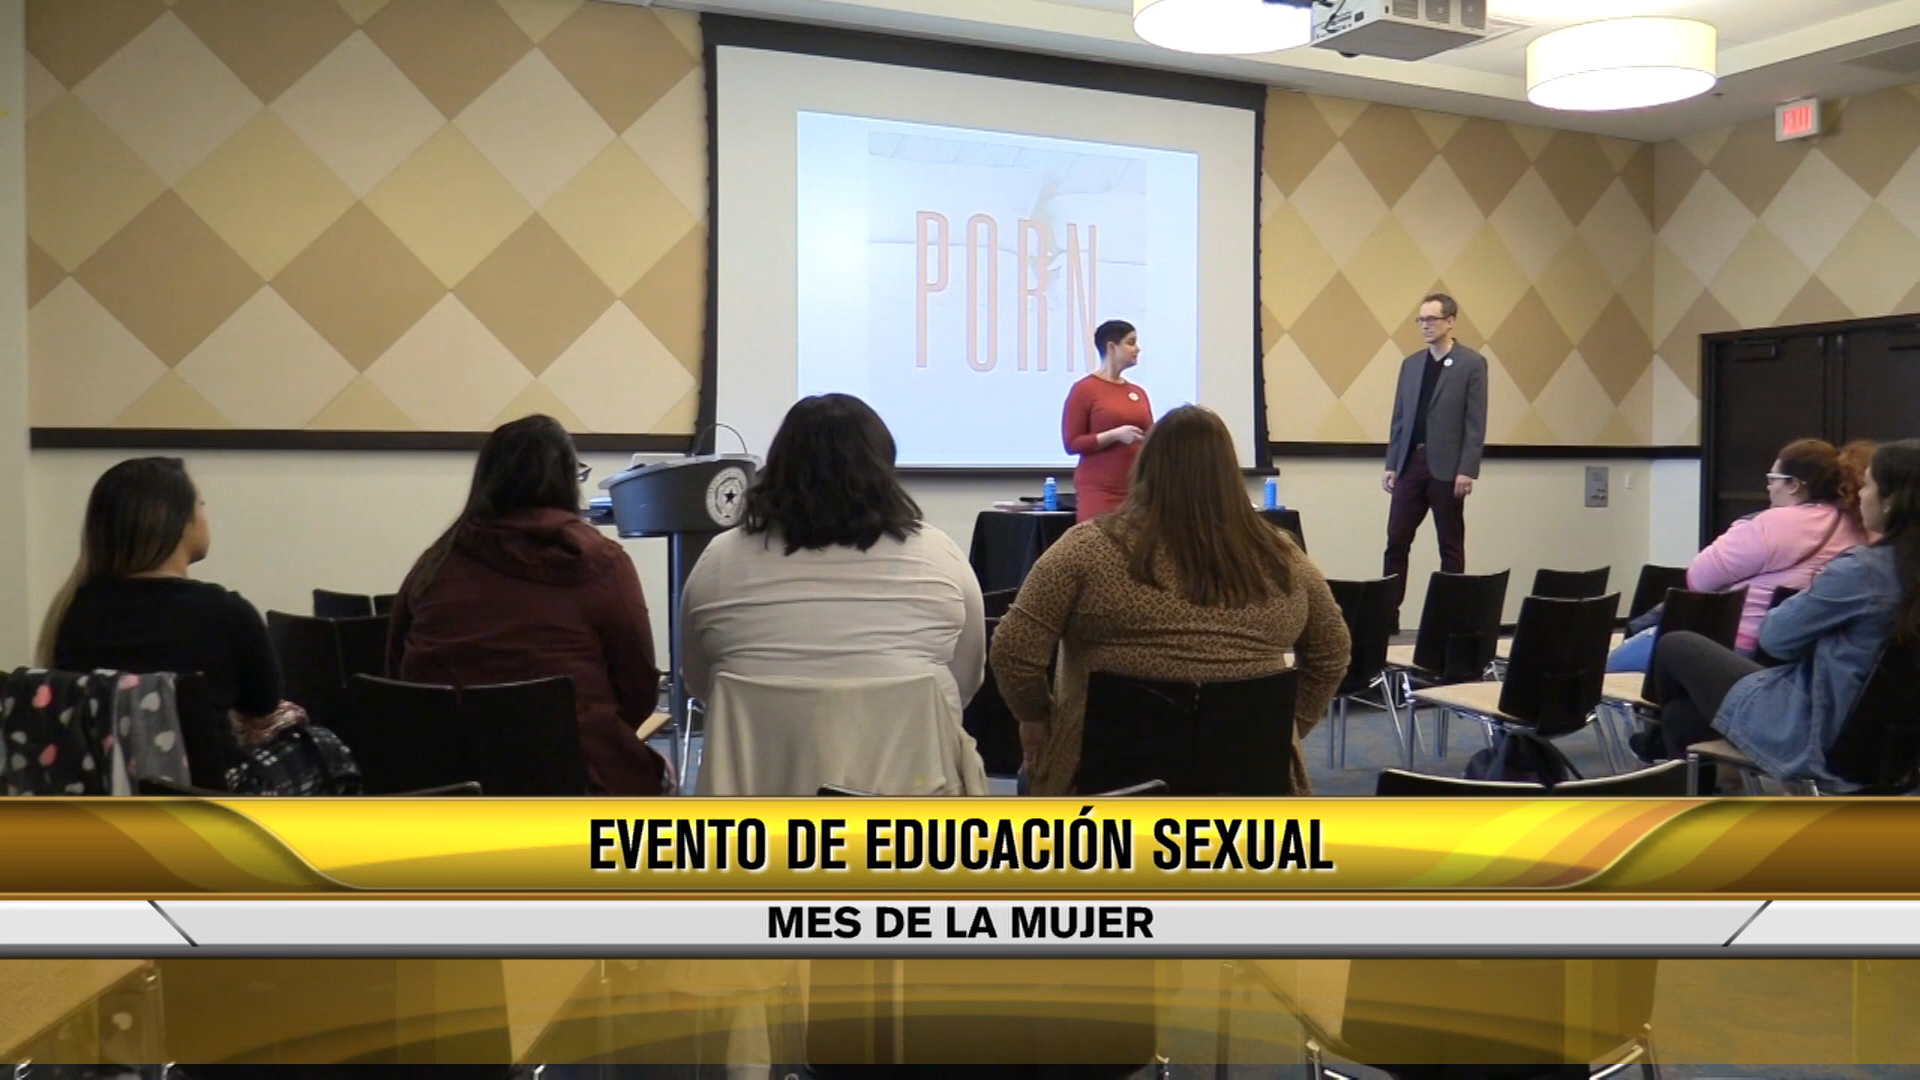 EXIT
PORN
EVENTO DE EDUCACIÓN SEXUAL
MES DE LA MUJER